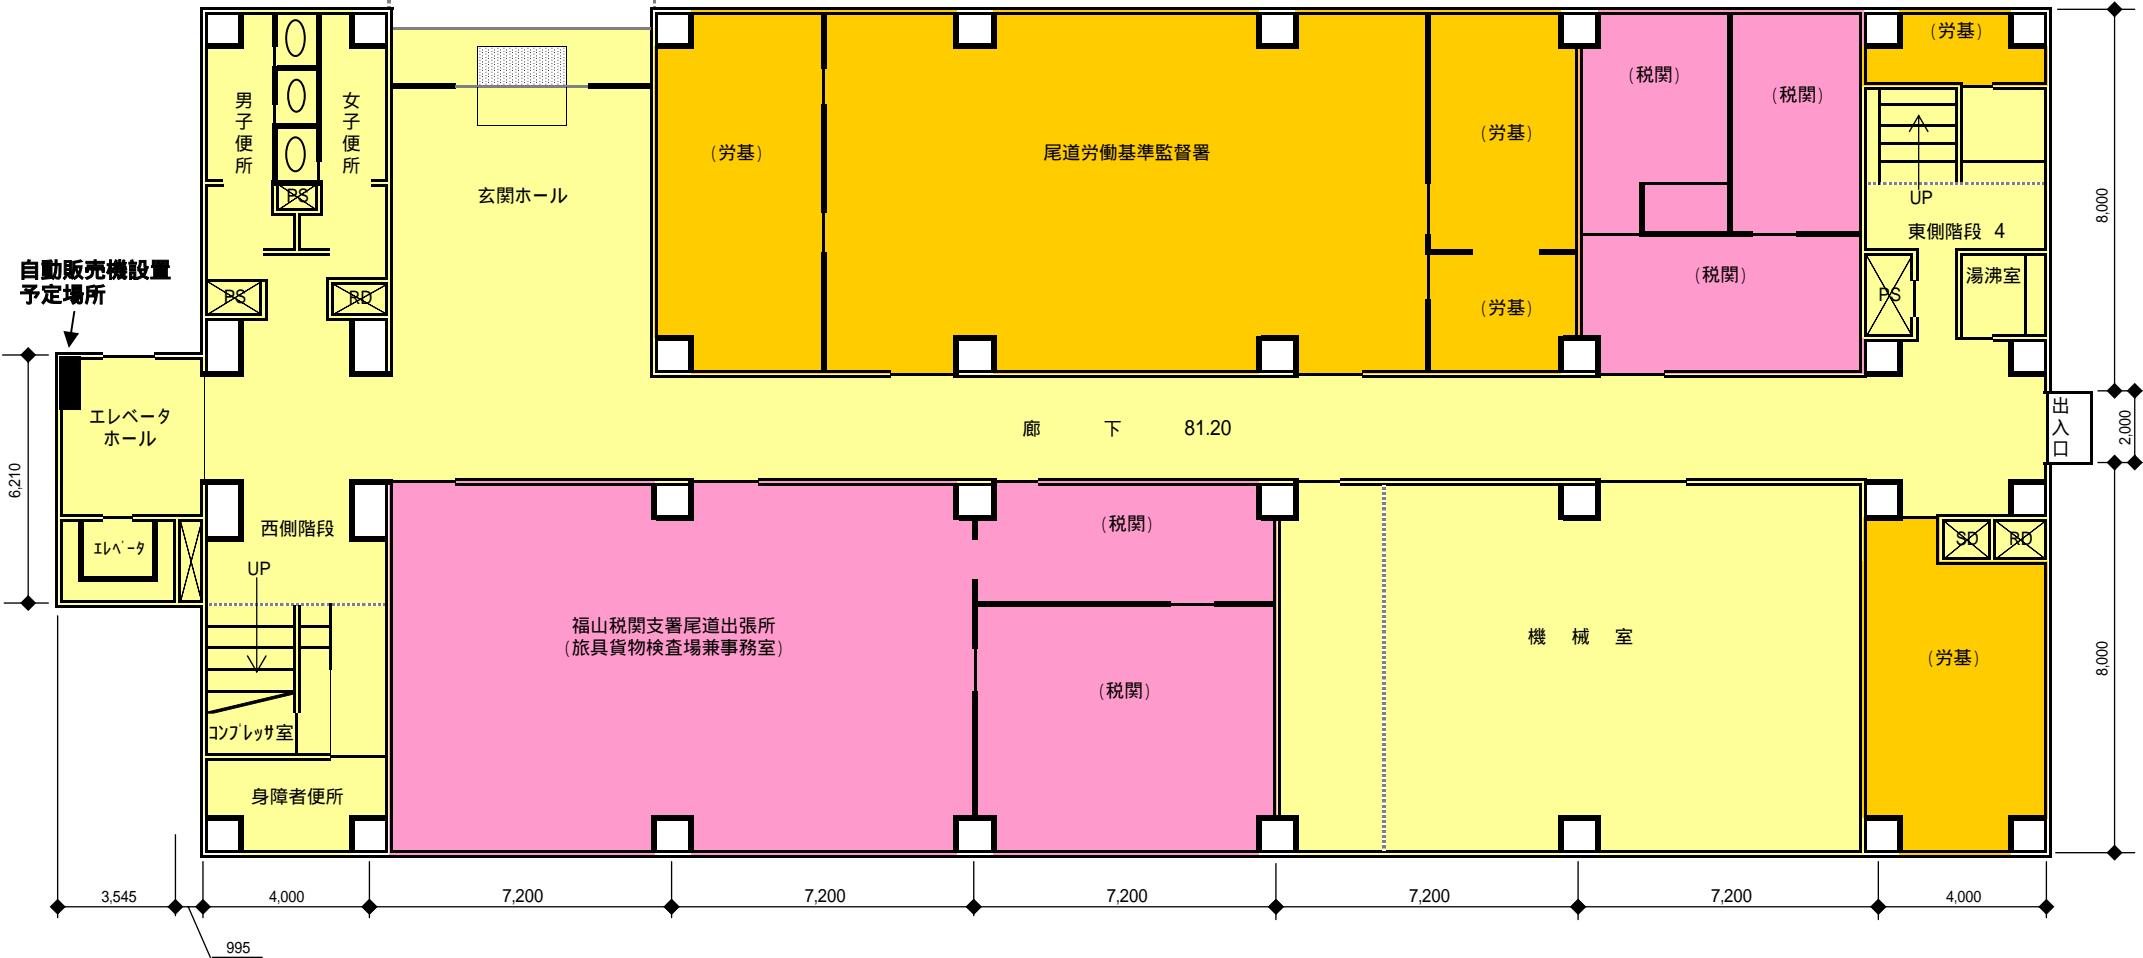 (労基)
(税関)
(税関)
男子便所
女子便所
(労基)
尾道労働基準監督署
(労基)
8,000
PS
玄関ホール
UP
東側階段 4
自動販売機設置
予定場所
(税関)
湯沸室
PS
RD
(労基)
PS
エレベータ
ホール
廊 下 81.20
出入口
2,000
6,210
西側階段
(税関)
エレベータ
SD
RD
UP
福山税関支署尾道出張所
(旅具貨物検査場兼事務室)
機 械 室
(労基)
8,000
(税関)
コンプレッサ室
身障者便所
3,545
4,000
7,200
7,200
7,200
7,200
7,200
4,000
995